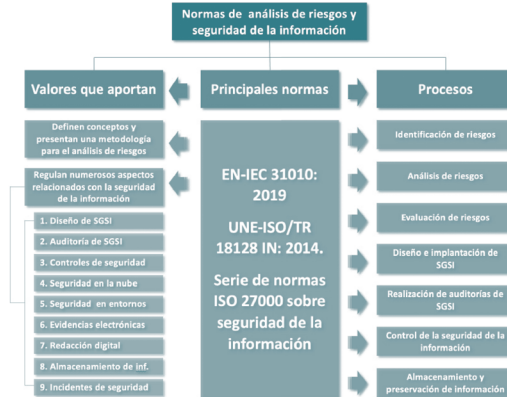 Normas de análisis de riesgos y
seguridad de la información
Valores que aportan
Principales normas
Procesos
Definen conceptos y
presentan una metodología
para el análisis de riesgos
Regulan numerosos aspectos
relacionados con la seguridad
de la información
1. Diseño de SGSI
2. Auditoría de SGSI
3. Controles de seguridad
4. Seguridad en la nube
5. Seguridad en entornos
6. Evidencias electrónicas
7. Redacción digital
8. Almacenamiento de inf.
9. Incidentes de seguridad
EN-IEC 31010:
2019
UNE-ISO/TR
18128 IN: 2014.
Serie de normas
ISO 27000 sobre
seguridad de la
información
Identificación de riesgos
Análisis de riesgos
Evaluación de riesgos
Diseño e implantación de
SGSI
Realización de auditorías de
SGSI
Control de la seguridad de la
información
Almacenamiento y
preservación de información